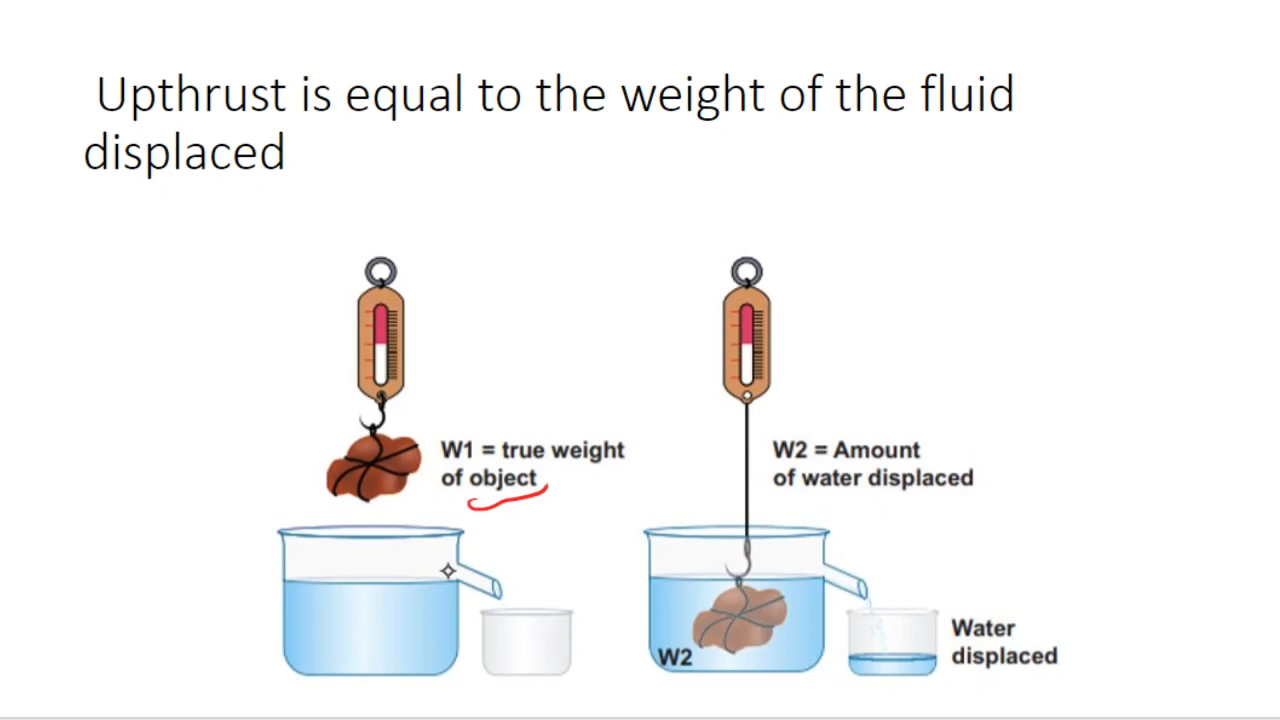 Upthrust is equal to the weight of the fluid
displaced
W1 = true weight
of object
W2 = Amount
of water displaced
W2
Water
displaced